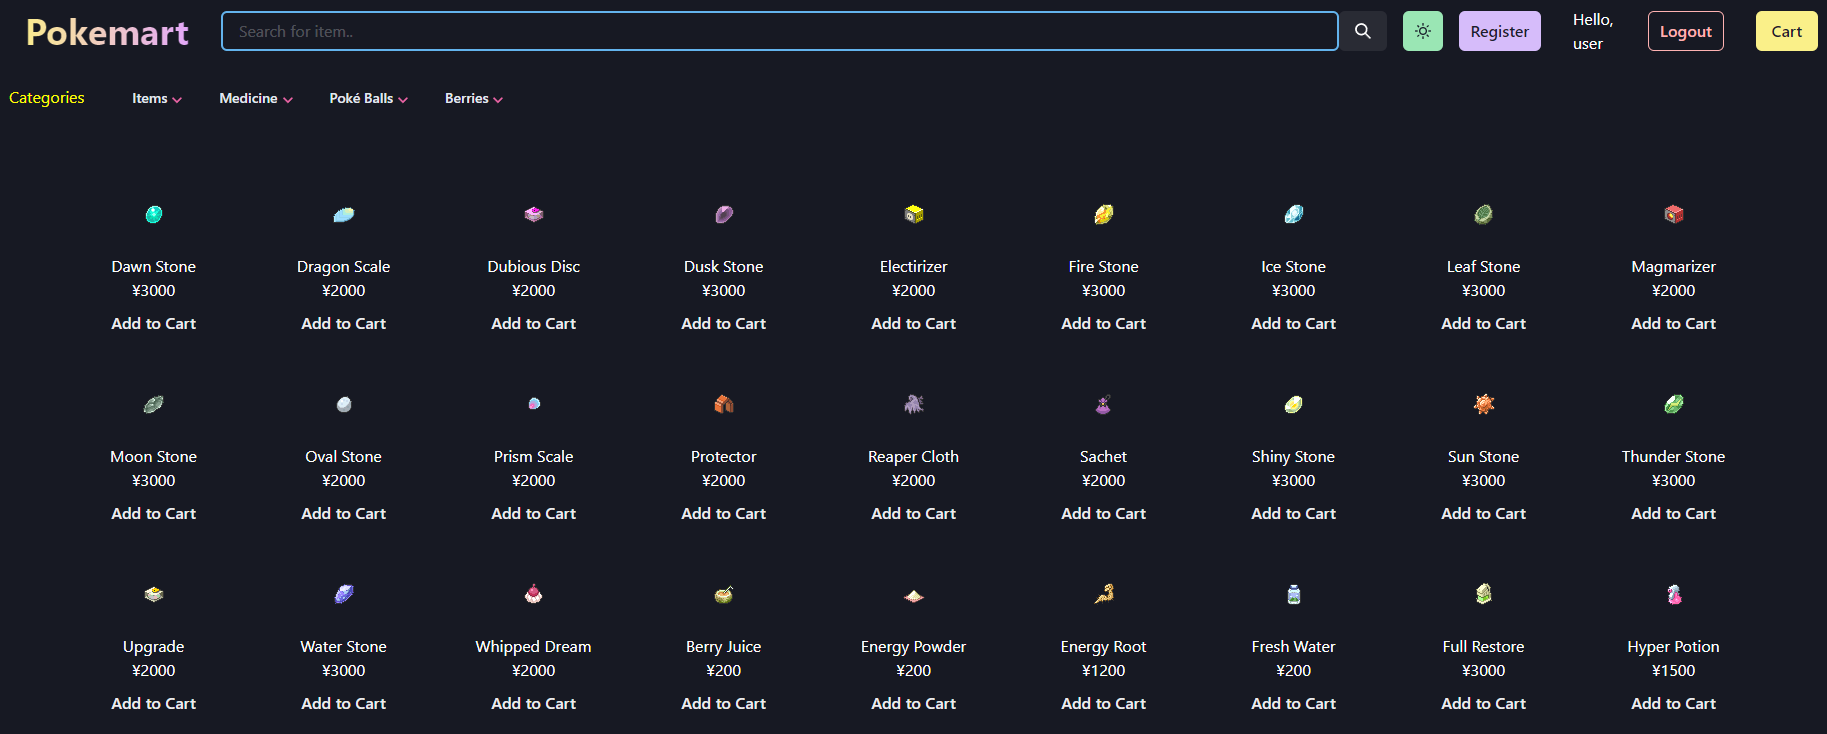 Pokemart
Search for item..
Register
Hello,
user
Logout
Cart
Categories
Items
Medicine
Poké Balls
Berries
Dawn Stone
¥3000
Add to Cart
Dragon Scale
¥2000
Add to Cart
Dubious Disc
¥2000
Add to Cart
Dusk Stone
¥3000
Add to Cart
Electirizer
¥2000
Add to Cart
Fire Stone
¥3000
Add to Cart
Ice Stone
¥3000
Add to Cart
Leaf Stone
¥3000
Add to Cart
Magmarizer
¥2000
Add to Cart
Moon Stone
¥3000
Add to Cart
Oval Stone
¥2000
Add to Cart
Prism Scale
¥2000
Add to Cart
Protector
¥2000
Add to Cart
Reaper Cloth
¥2000
Add to Cart
Sachet
¥2000
Add to Cart
Shiny Stone
¥3000
Add to Cart
Sun Stone
¥3000
Add to Cart
Thunder Stone
¥3000
Add to Cart
Upgrade
¥2000
Add to Cart
Water Stone
¥3000
Add to Cart
Whipped Dream
¥2000
Add to Cart
Berry Juice
¥200
Add to Cart
Energy Powder
¥200
Add to Cart
Energy Root
¥1200
Add to Cart
Fresh Water
¥200
Add to Cart
Full Restore
¥3000
Add to Cart
Hyper Potion
¥1500
Add to Cart